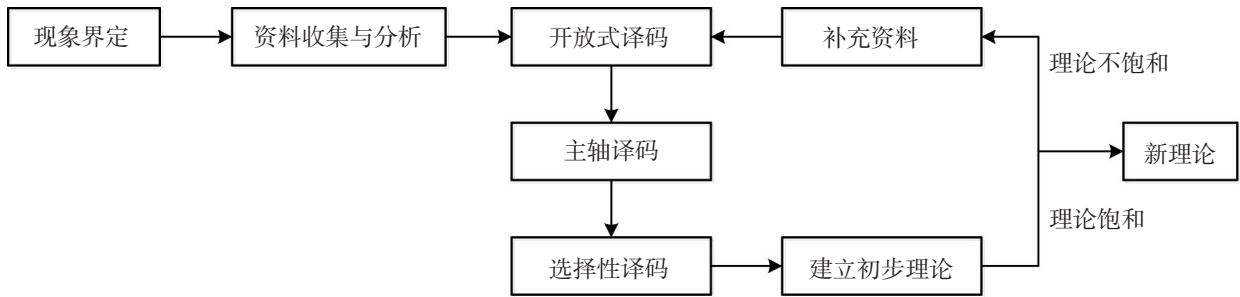 现象界定
资料收集与分析
开放式译码
补充资料
理论不饱和
主轴译码
新理论
理论饱和
选择性译码
建立初步理论